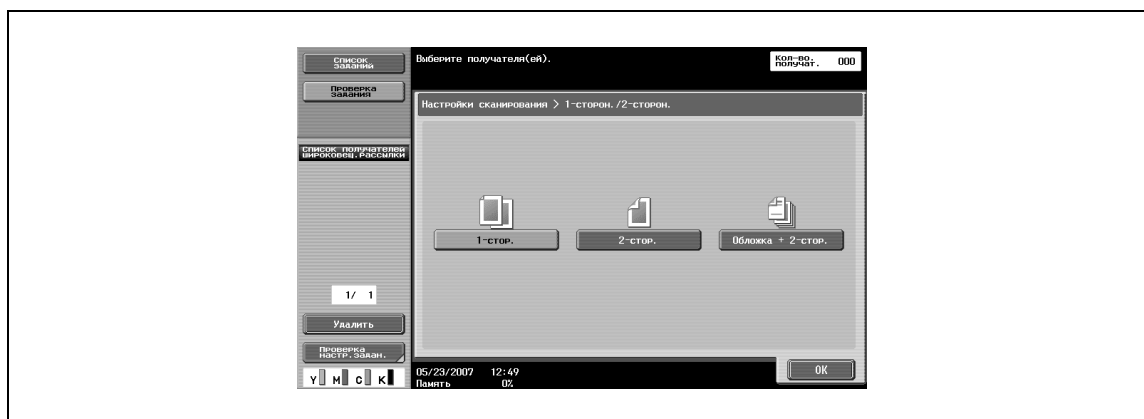 Список
заданий
Проверка
задания
Список получателей
широковещ.рассылки
1/ 1
Удалить
Проверка
настр.задан.
Y M C K
Выберите получателя(ей).
Кол-во.
получат. 000
Настройки сканирования > 1-сторон./2-сторон.
1-стор.
2-стор.
Обложка + 2-стор.
05/23/2007 12:49
Память 0%
OK